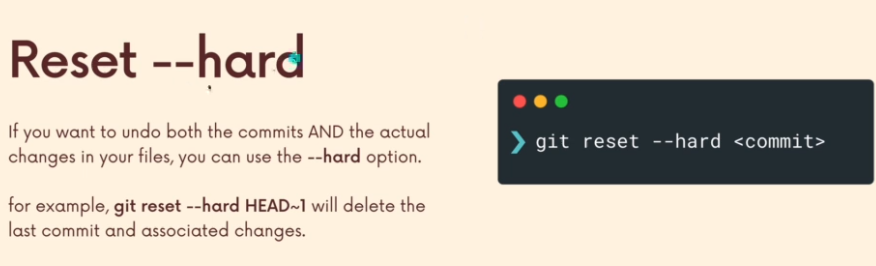 Reset --hard
If you want to undo both the commits AND the actual
changes in your files, you can use the --hard option.
for example, git reset --hard HEAD~1 will delete the
last commit and associated changes.
❯ git reset --hard <commit>